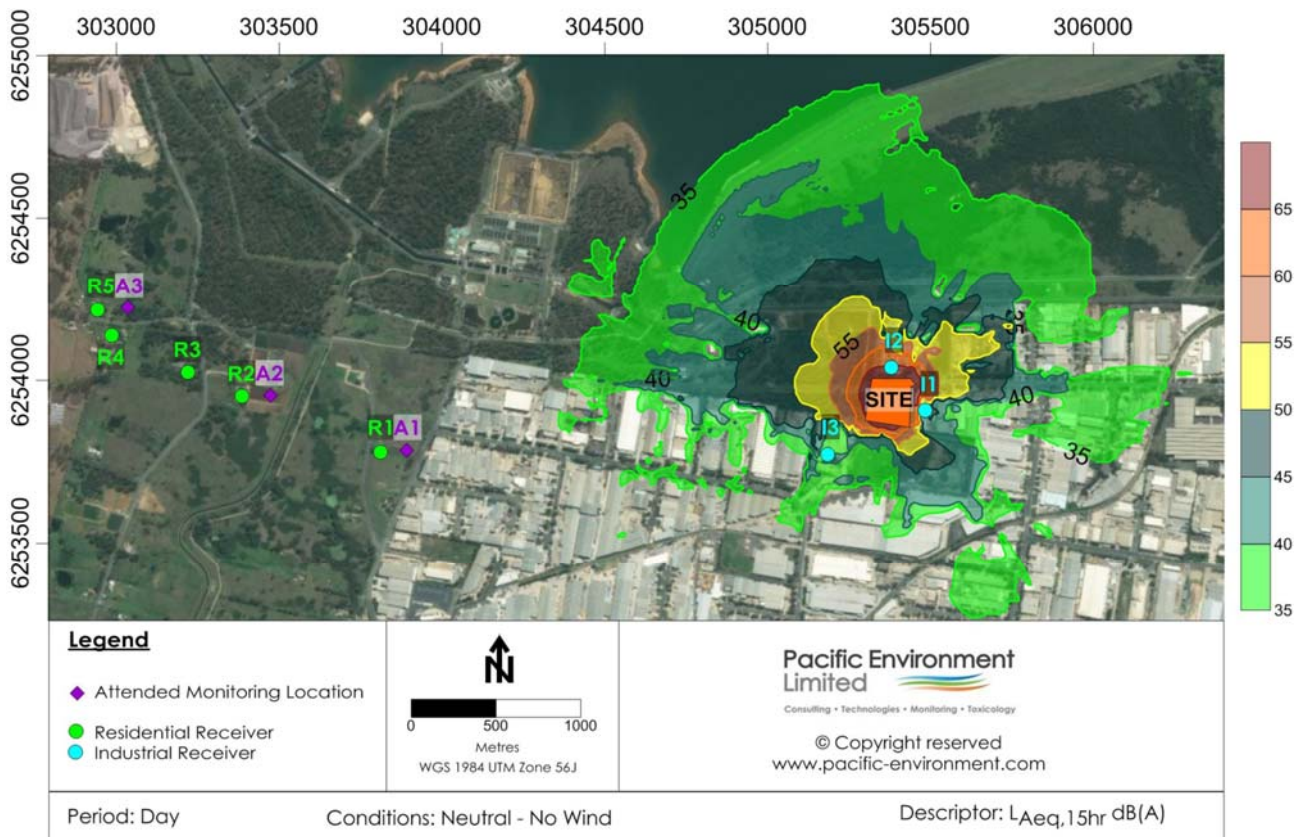 303000 303500 304000 304500 305000 305500 306000
6255000
6254500
6254000
6253500
35
R5 A3
R4
R3
R2 A2
R1 A1
40
40
55
I2
I1
SITE
I3
35
40
35
65
60
55
50
45
40
35
Legend
Attended Monitoring Location
Residential Receiver
Industrial Receiver
N
0 500 1000
Metres
WGS 1984 UTM Zone 56J
Pacific Environment
Limited
Consulting • Technologies • Monitoring • Toxicology
© Copyright reserved
www.pacific-environment.com
Period: Day Conditions: Neutral - No Wind Descriptor: LAeq,15hr dB(A)